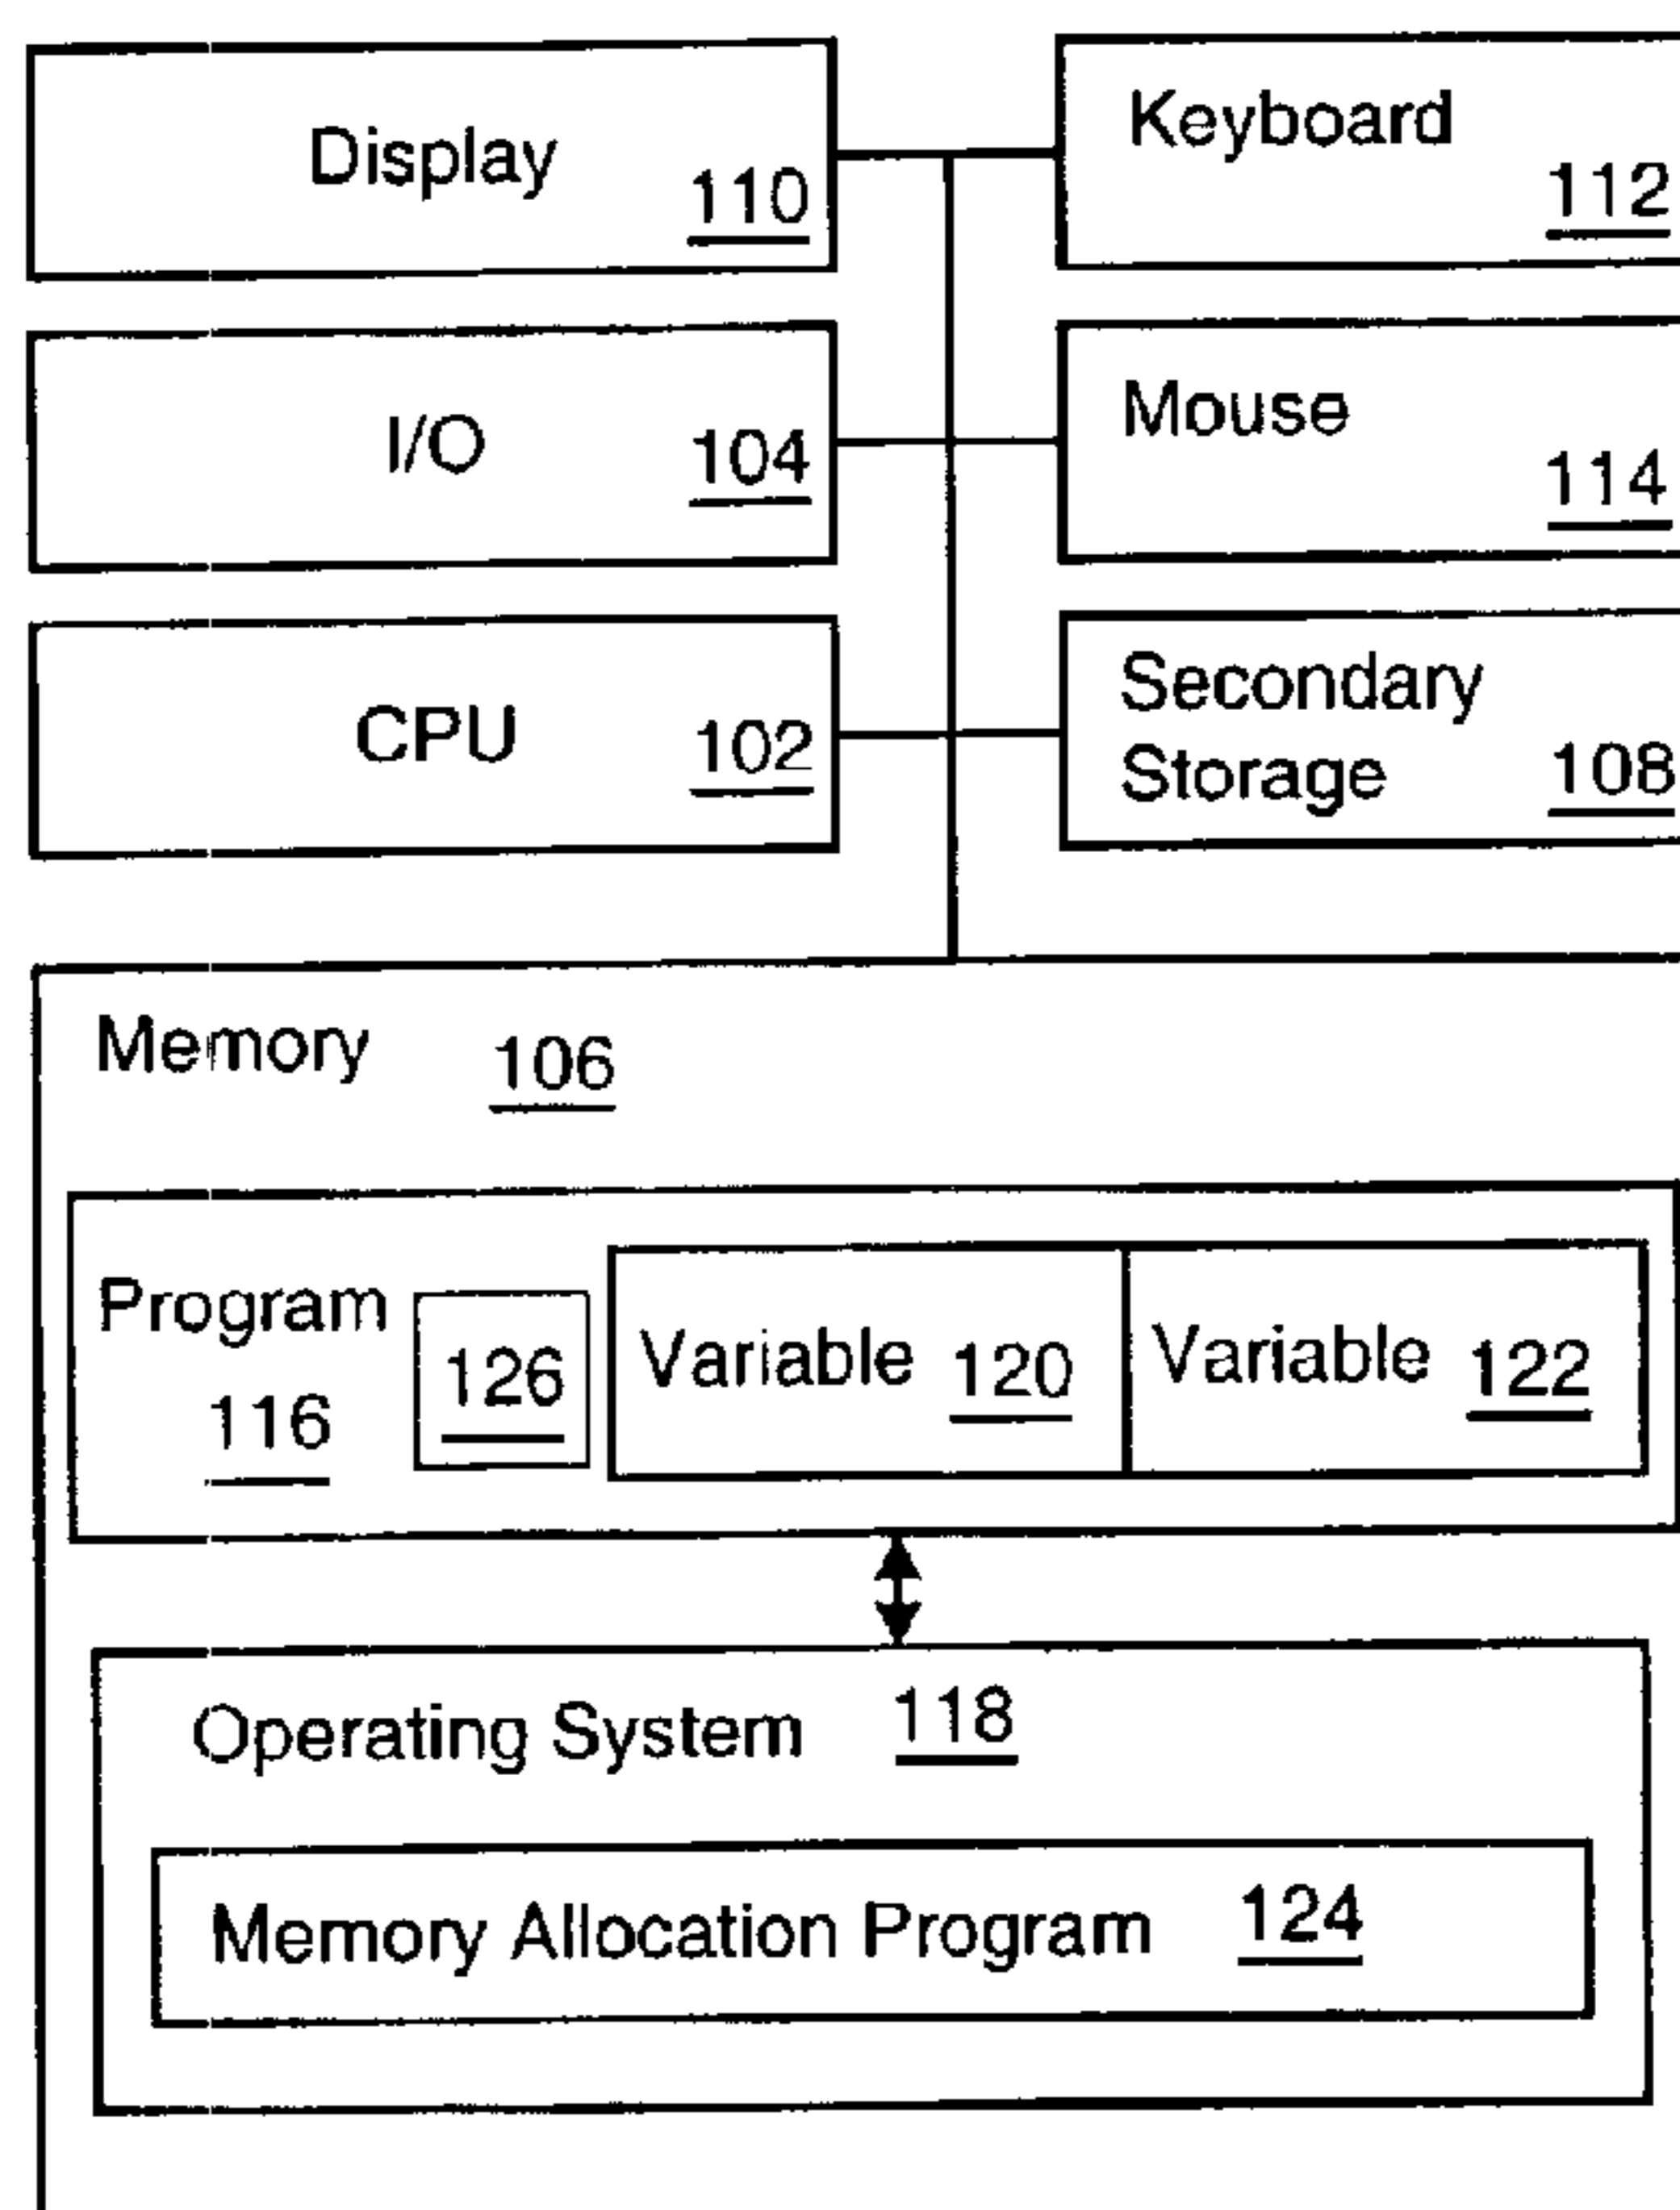 Display 110
Keyboard 112
I/O 104
Mouse 114
CPU 102
Secondary
Storage 108
Memory 106
Program
116
126
Variable 120
Variable 122
Operating System 118
Memory Allocation Program 124